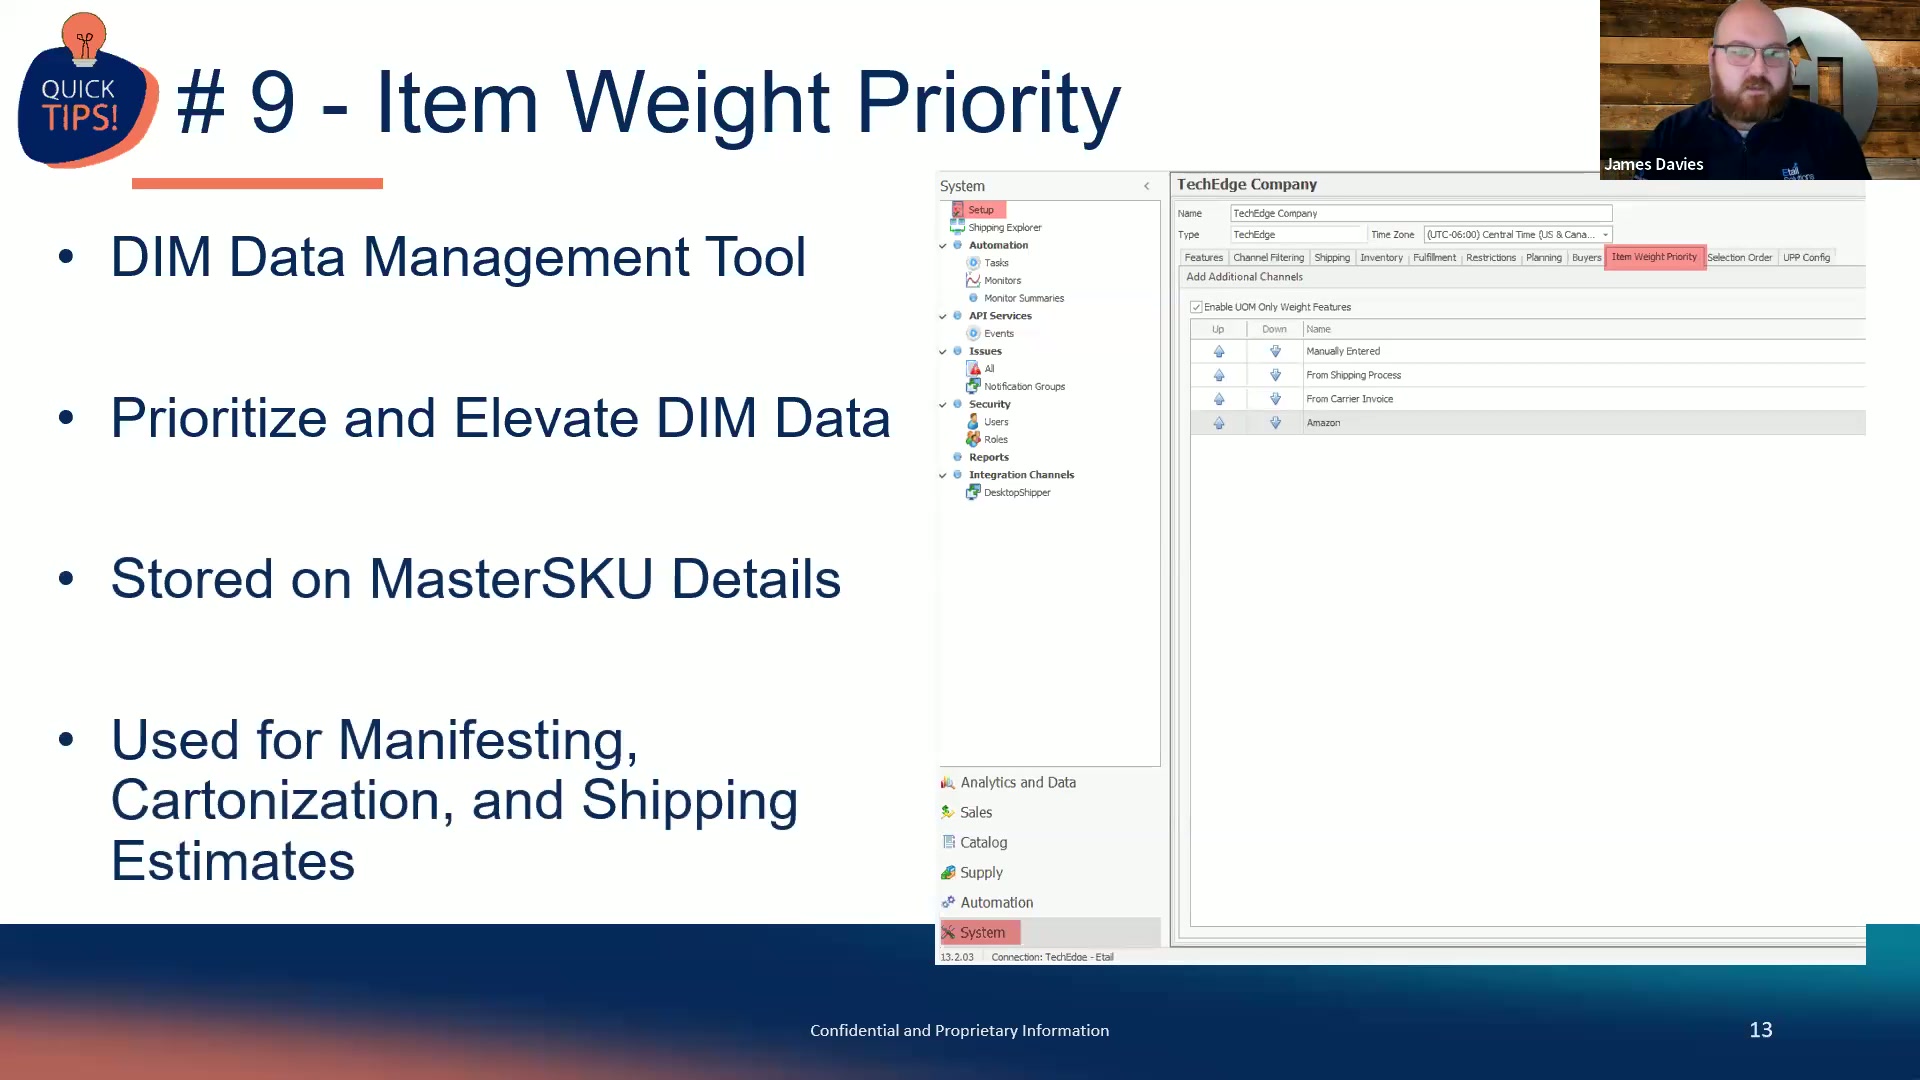 QUICK
TIPS!
# 9 - Item Weight Priority
• DIM Data Management Tool
• Prioritize and Elevate DIM Data
• Stored on MasterSKU Details
• Used for Manifesting,
Cartonization, and Shipping
Estimates
James Davies
Etail
Solutions
System
Setup
Shipping Explorer
Automation
Tasks
Monitors
Monitor Summaries
API Services
Events
Issues
All
Notification Groups
Security
Users
Roles
Reports
Integration Channels
DesktopShipper
Analytics and Data
Sales
Catalog
Supply
Automation
System
13.2.03 Connection: TechEdge - Etail
TechEdge Company
Name TechEdge Company
Type TechEdge Time Zone (UTC-06:00) Central Time (US & Cana...
Features Channel Filtering Shipping Inventory Fulfillment Restrictions Planning Buyers Item Weight Priority Selection Order UPP Config
Add Additional Channels
Enable UOM Only Weight Features
Up Down Name
Manually Entered
From Shipping Process
From Carrier Invoice
Amazon
Confidential and Proprietary Information
13